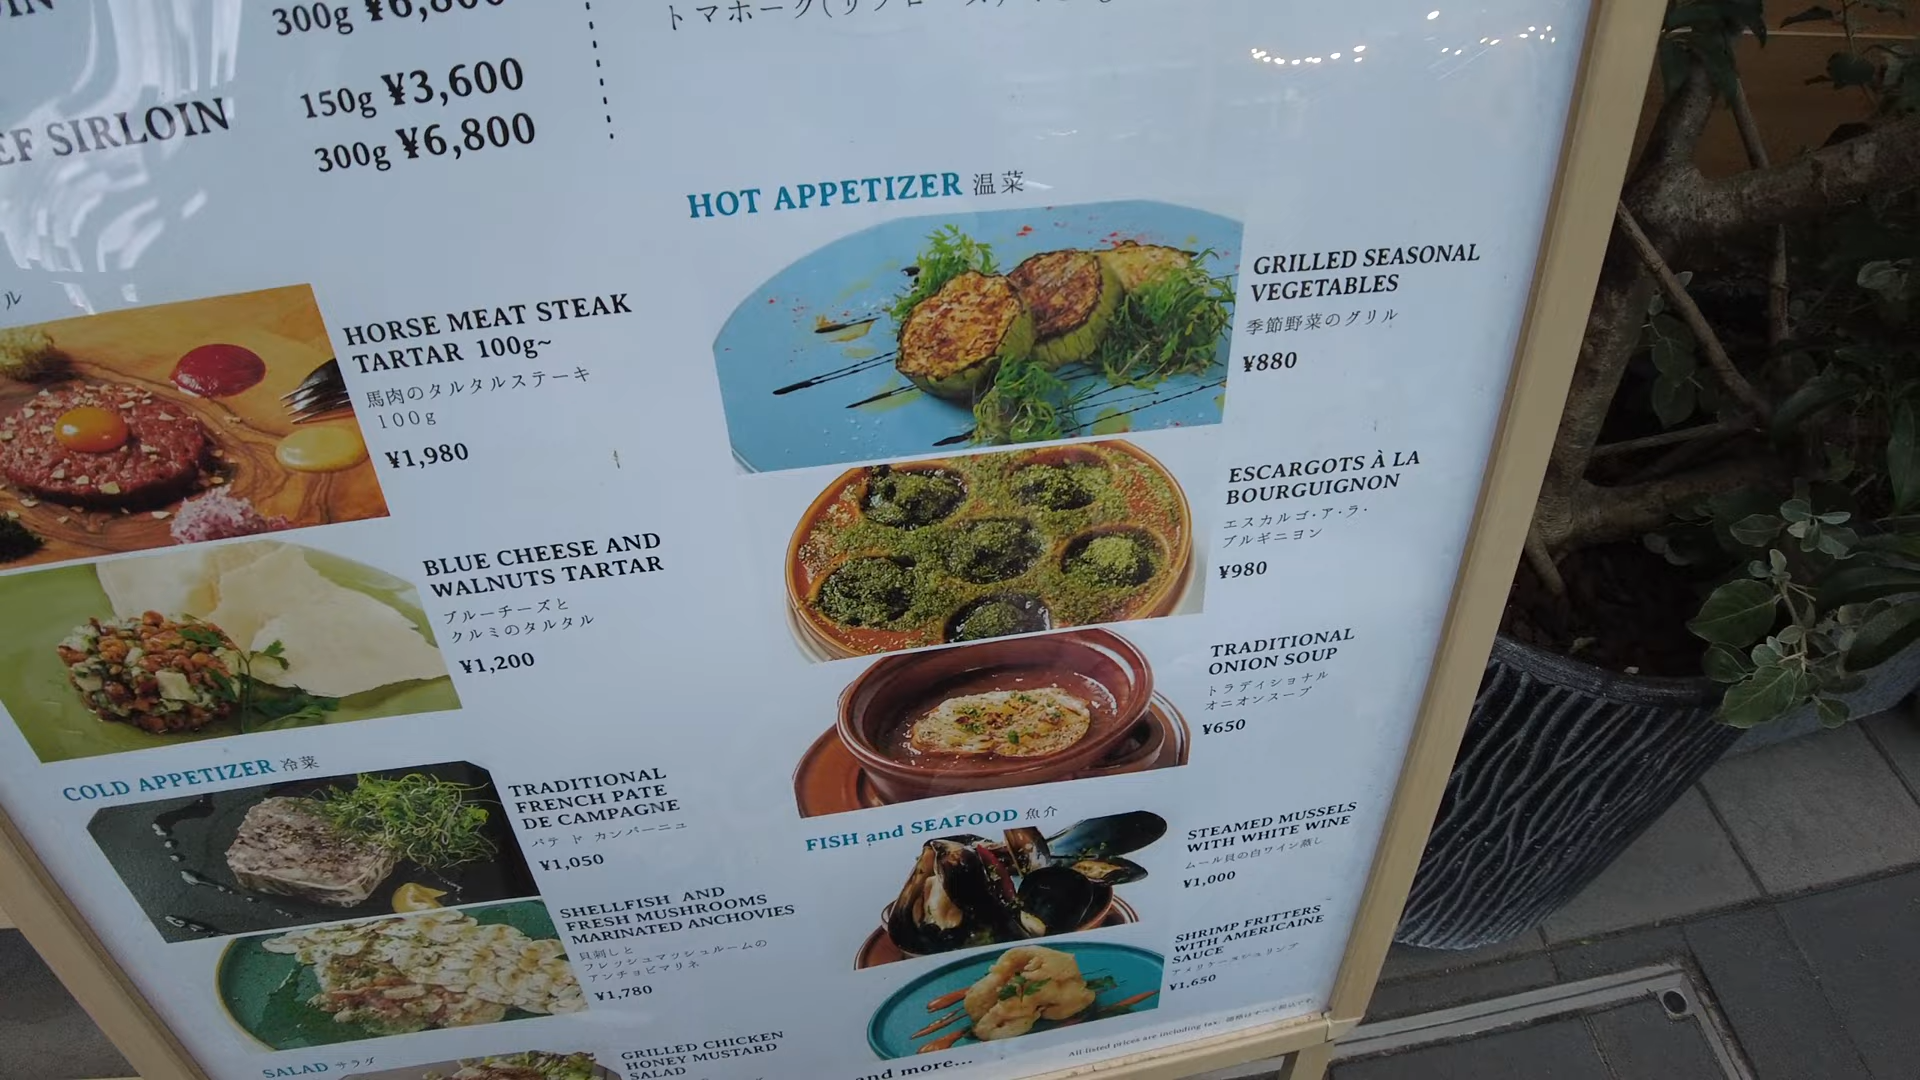 300g ¥6,800
150g ¥3,600
300g ¥6,800
SIRLOIN
HORSE MEAT STEAK
TARTAR 100g~
馬肉のタルタルステーキ
100g
¥1,980
BLUE CHEESE AND
WALNUTS TARTAR
ブルーチーズと
クルミのタルタル
¥1,200
COLD APPETIZER 冷菜
TRADITIONAL
FRENCH PATE
DE CAMPAGNE
パテ ド カンパーニュ
¥1,050
SHELLFISH AND
FRESH MUSHROOMS
MARINATED ANCHOVIES
貝刺しと
フレッシュマッシュルームの
アンチョビマリネ
¥1,780
SALAD サラダ
GRILLED CHICKEN
HONEY MUSTARD
SALAD
HOT APPETIZER 温菜
GRILLED SEASONAL
VEGETABLES
季節野菜のグリル
¥880
ESCARGOTS À LA
BOURGUIGNON
エスカルゴ・ア・ラ・
ブルギニヨン
¥980
TRADITIONAL
ONION SOUP
トラディショナル
オニオンスープ
¥650
FISH and SEAFOOD 魚介
STEAMED MUSSELS
WITH WHITE WINE
ムール貝の白ワイン蒸し
¥1,000
SHRIMP FRITTERS
WITH AMERICAINE
SAUCE
¥1,650
and more...
All listed prices are including tax.